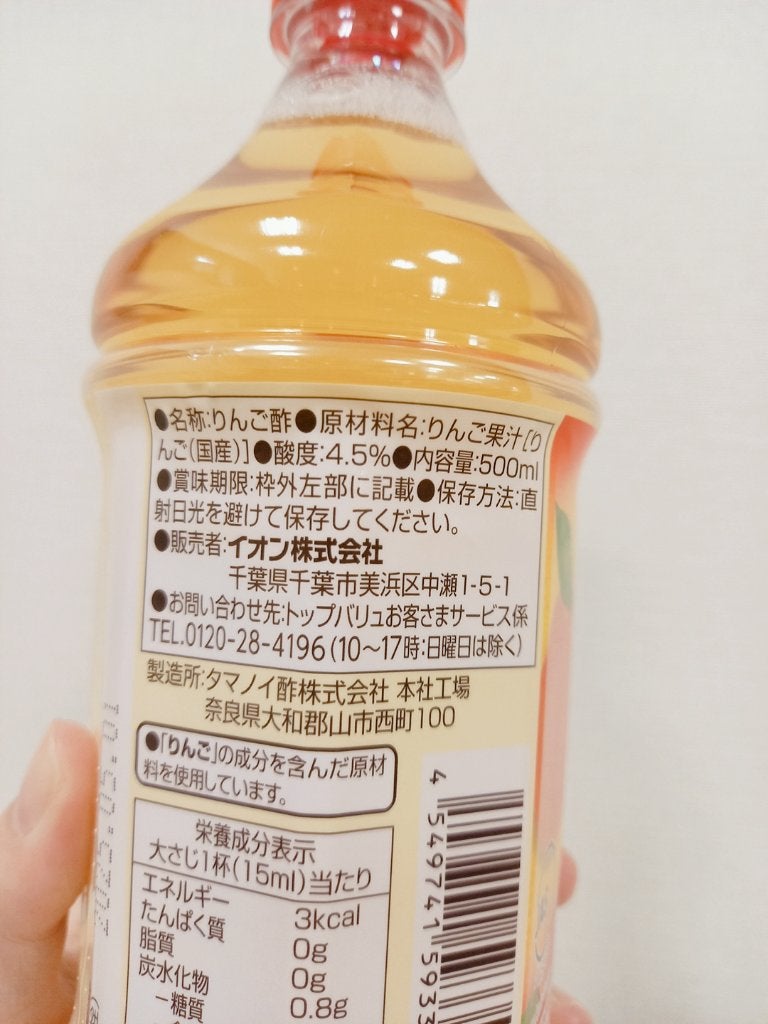 ●名称:りんご酢●原材料名:りんご果汁[り
んご(国産)]●酸度:4.5%●内容量:500ml
●賞味期限:枠外左部に記載●保存方法:直
射日光を避けて保存してください。
●販売者:イオン株式会社
千葉県千葉市美浜区中瀬1-5-1
●お問い合わせ先:トップバリュお客さまサービス係
TEL.0120-28-4196(10〜17時:日曜日は除く)
製造所:タマノイ酢株式会社 本社工場
奈良県大和郡山市西町100
●「りんご」の成分を含んだ原材
料を使用しています。
栄養成分表示
大さじ1杯(15ml)当たり
エネルギー 3kcal
たんぱく質 0g
脂質 0g
炭水化物 0.8g
－糖質
4 549741 593